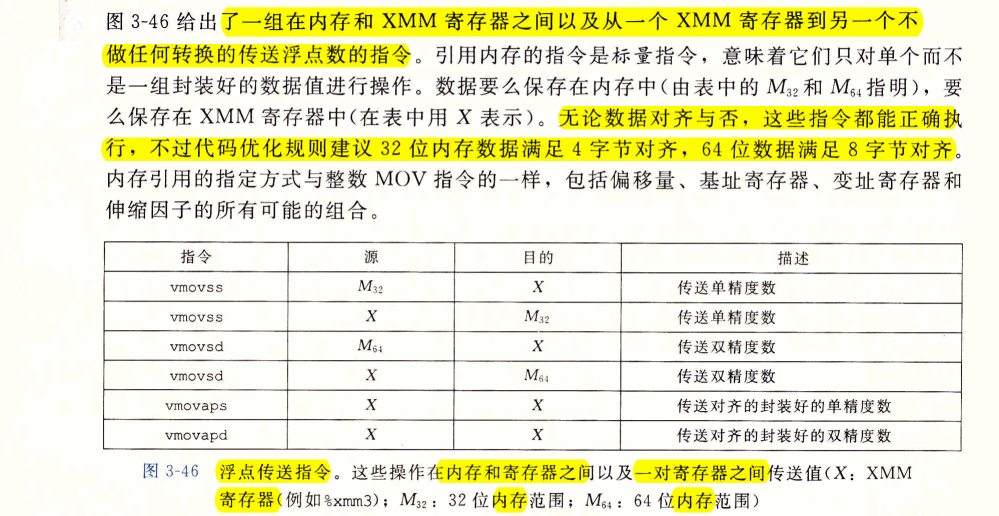 图 3-46 给出了一组在内存和 XMM 寄存器之间以及从一个 XMM 寄存器到另一个不
做任何转换的传送浮点数的指令。引用内存的指令是标量指令，意味着它们只对单个而不
是一组封装好的数据值进行操作。数据要么保存在内存中(由表中的 M32 和 M64 指明)，要
么保存在 XMM 寄存器中(在表中用 X 表示)。无论数据对齐与否，这些指令都能正确执
行，不过代码优化规则建议 32 位内存数据满足 4 字节对齐，64 位数据满足 8 字节对齐。
内存引用的指定方式与整数 MOV 指令的一样，包括偏移量、基址寄存器、变址寄存器和
伸缩因子的所有可能的组合。
指令 源 目的 描述
vmovss M32 X 传送单精度数
vmovss X M32 传送单精度数
vmovsd M64 X 传送双精度数
vmovsd X M64 传送双精度数
vmovaps X X 传送对齐的封装好的单精度数
vmovapd X X 传送对齐的封装好的双精度数
图 3-46 浮点传送指令。这些操作在内存和寄存器之间以及一对寄存器之间传送值(X：XMM
寄存器(例如%xmm3)；M32：32 位内存范围；M64：64 位内存范围)